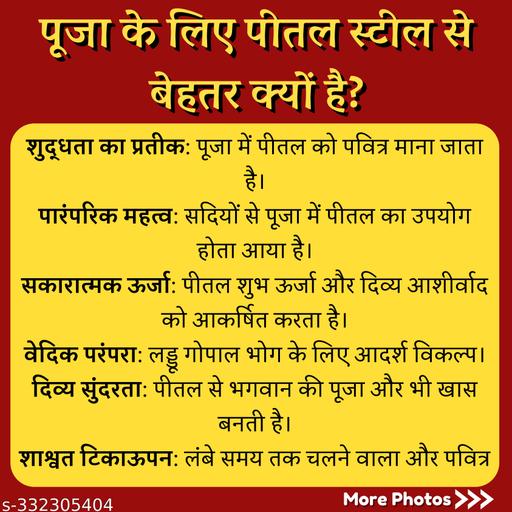 पूजा के लिए पीतल स्टील से
बेहतर क्यों है?
शुद्धता का प्रतीक: पूजा में पीतल को पवित्र माना जाता
है।
पारंपरिक महत्व: सदियों से पूजा में पीतल का उपयोग
होता आया है।
सकारात्मक ऊर्जा: पीतल शुभ ऊर्जा और दिव्य आशीर्वाद
को आकर्षित करता है।
वेदिक परंपरा: लड्डू गोपाल भोग के लिए आदर्श विकल्प।
दिव्य सुंदरता: पीतल से भगवान की पूजा और भी खास
बनती है।
शाश्वत टिकाऊपन: लंबे समय तक चलने वाला और पवित्र
s-332305404
More Photos